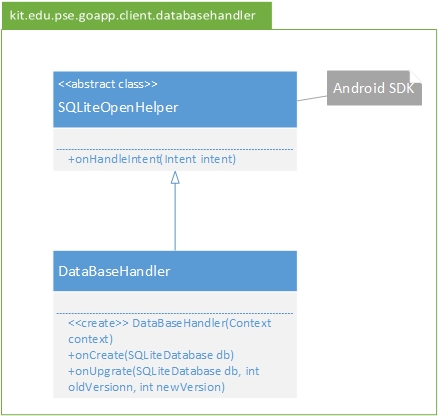 kit.edu.pse.goapp.client.databasehandler
<<abstract class>>
SQLiteOpenHelper
Android SDK
+onHandleIntent(Intent intent)
DataBaseHandler
<<create>> DataBaseHandler(Context
context)
+onCreate(SQLiteDatabase db)
+onUpgrate(SQLiteDatabase db, int
oldVersionn, int newVersion)